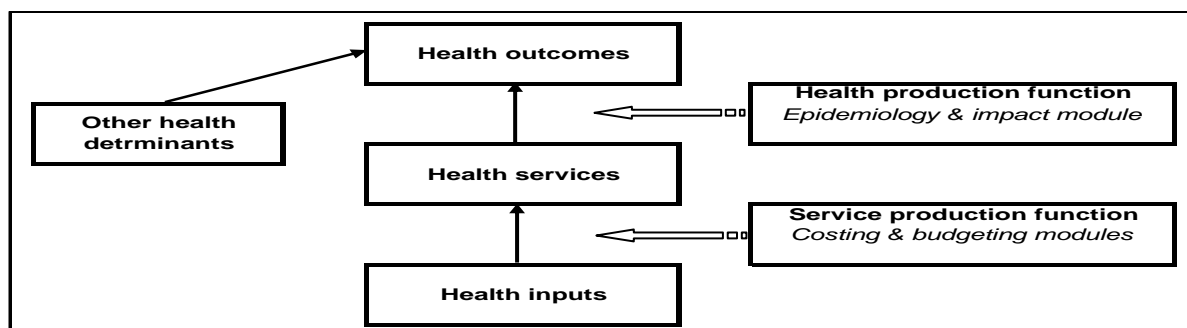 Health outcomes
Health production function
Epidemiology & impact module
Other health
detrminants
Health services
Service production function
Costing & budgeting modules
Health inputs